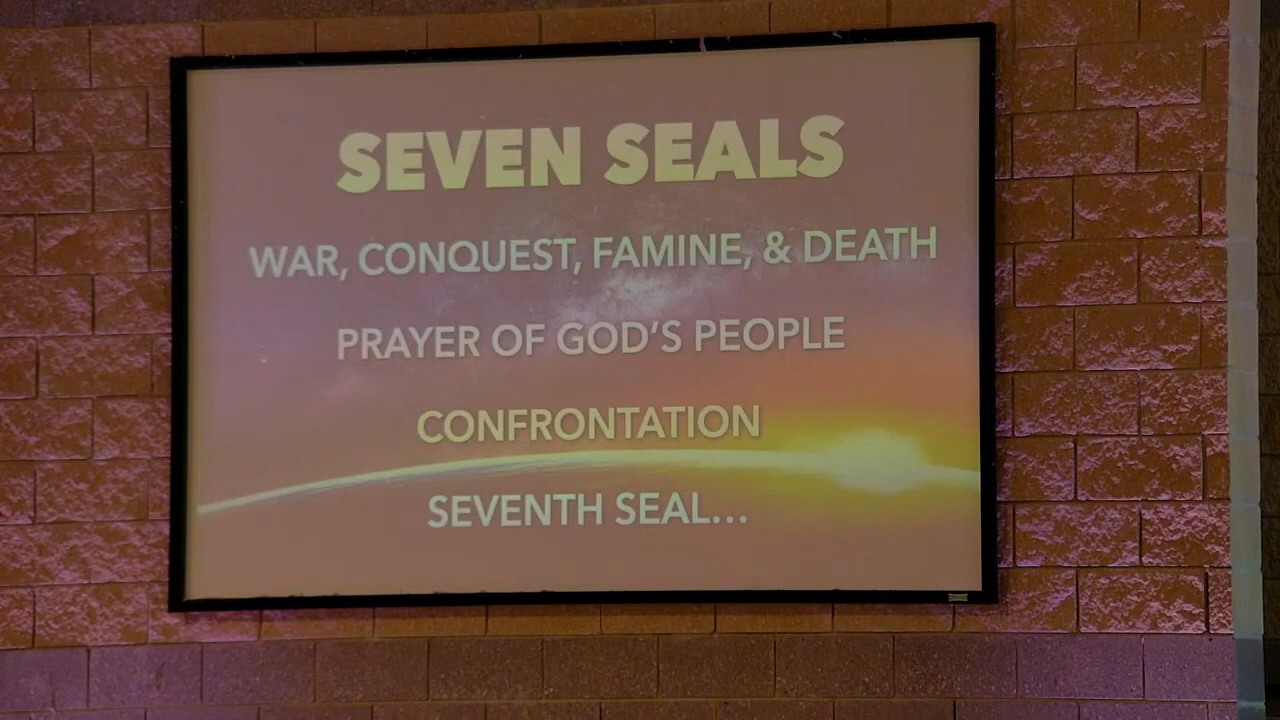 SEVEN SEALS
WAR, CONQUEST, FAMINE, & DEATH
PRAYER OF GOD'S PEOPLE
CONFRONTATION
SEVENTH SEAL...